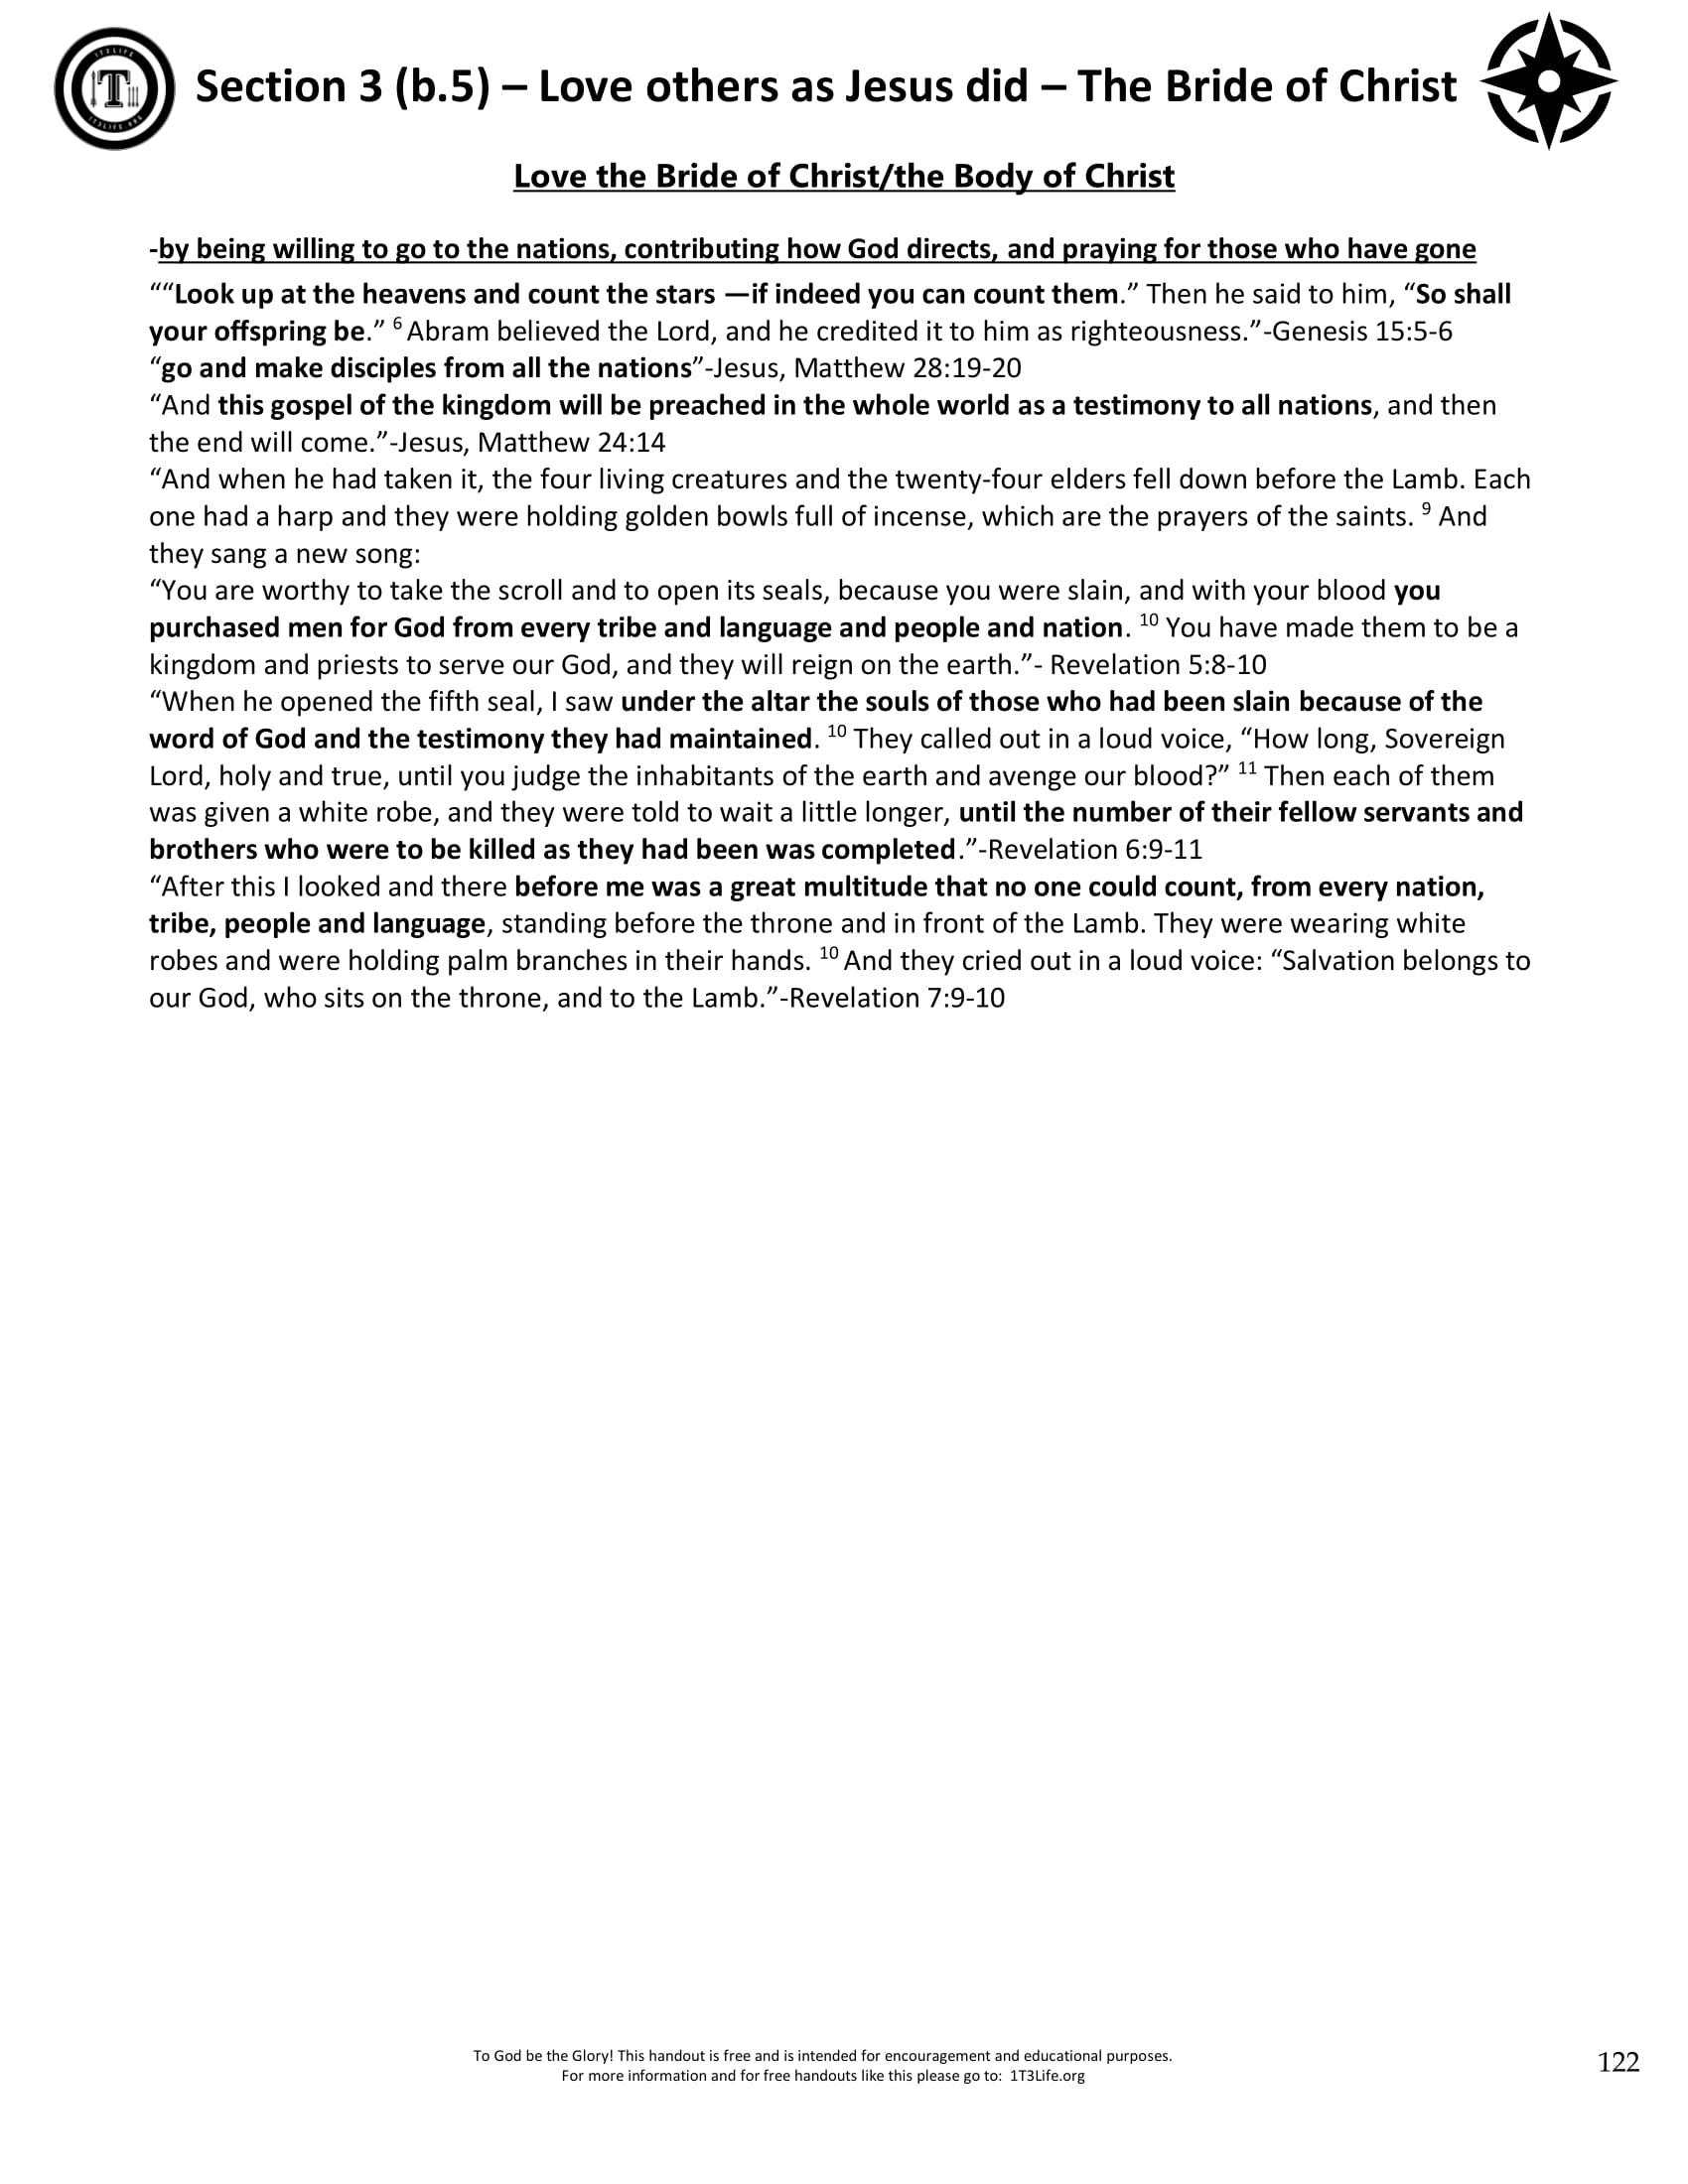 1T3LIFE
T
1T3LIFE.ORG
Section 3 (b.5) – Love others as Jesus did – The Bride of Christ
Love the Bride of Christ/the Body of Christ
-by being willing to go to the nations, contributing how God directs, and praying for those who have gone
““Look up at the heavens and count the stars —if indeed you can count them.” Then he said to him, “So shall
your offspring be.” 6 Abram believed the Lord, and he credited it to him as righteousness.”-Genesis 15:5-6
“go and make disciples from all the nations”-Jesus, Matthew 28:19-20
“And this gospel of the kingdom will be preached in the whole world as a testimony to all nations, and then
the end will come.”-Jesus, Matthew 24:14
“And when he had taken it, the four living creatures and the twenty-four elders fell down before the Lamb. Each
one had a harp and they were holding golden bowls full of incense, which are the prayers of the saints. 9 And
they sang a new song:
“You are worthy to take the scroll and to open its seals, because you were slain, and with your blood you
purchased men for God from every tribe and language and people and nation. 10 You have made them to be a
kingdom and priests to serve our God, and they will reign on the earth.”- Revelation 5:8-10
“When he opened the fifth seal, I saw under the altar the souls of those who had been slain because of the
word of God and the testimony they had maintained. 10 They called out in a loud voice, “How long, Sovereign
Lord, holy and true, until you judge the inhabitants of the earth and avenge our blood?” 11 Then each of them
was given a white robe, and they were told to wait a little longer, until the number of their fellow servants and
brothers who were to be killed as they had been was completed.”-Revelation 6:9-11
“After this I looked and there before me was a great multitude that no one could count, from every nation,
tribe, people and language, standing before the throne and in front of the Lamb. They were wearing white
robes and were holding palm branches in their hands. 10 And they cried out in a loud voice: “Salvation belongs to
our God, who sits on the throne, and to the Lamb.”-Revelation 7:9-10
To God be the Glory! This handout is free and is intended for encouragement and educational purposes.
For more information and for free handouts like this please go to:  1T3Life.org
122